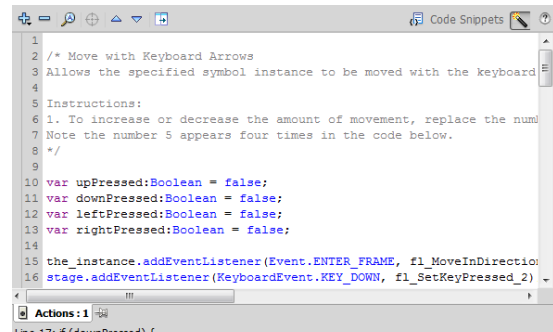 Code Snippets
1
2 /* Move with Keyboard Arrows
3 Allows the specified symbol instance to be moved with the keyboard
4
5 Instructions:
6 1. To increase or decrease the amount of movement, replace the
7 Note the number 5 appears four times in the code below.
8 */
9
10 var upPressed:Boolean = false;
11 var downPressed:Boolean = false;
12 var leftPressed:Boolean = false;
13 var rightPressed:Boolean = false;
14
15 the_instance.addEventListener(Event.ENTER_FRAME,
16 stage.addEventListener(KeyboardEvent.KEY_DOWN, fl_SetKeyPressed_2)
Actions : 1
Line 17: if (downPressed) {